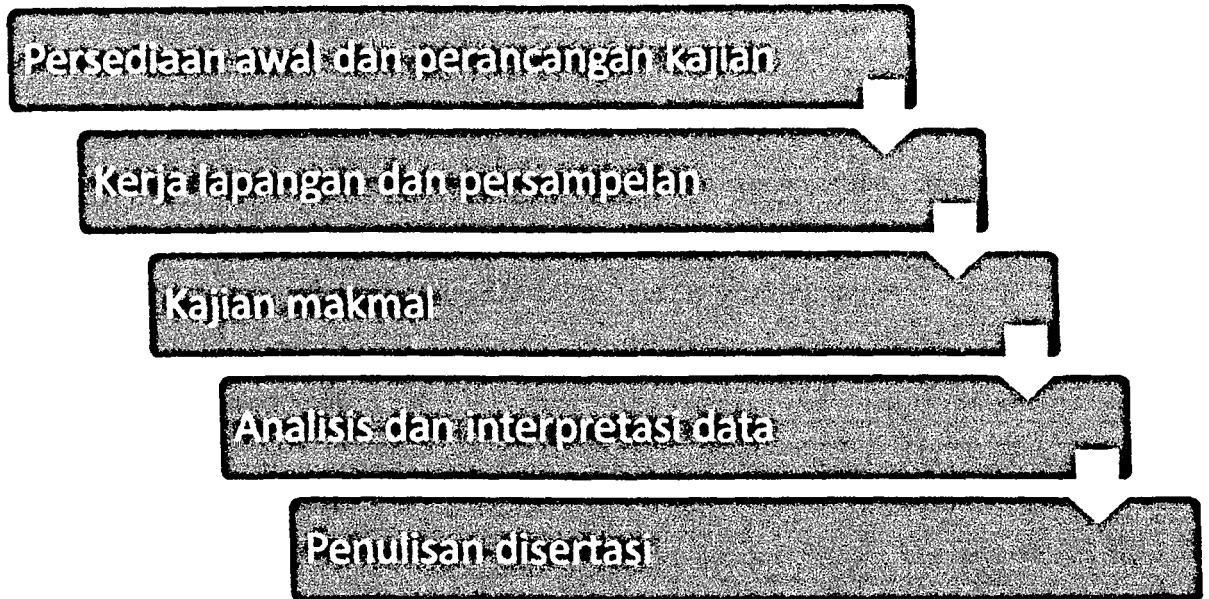 Persediaan awal dan perancangan kajian
Kerja lapangan dan persampelan
Kajian makmal
Analisis dan interpretasi data
Penulisan disertasi